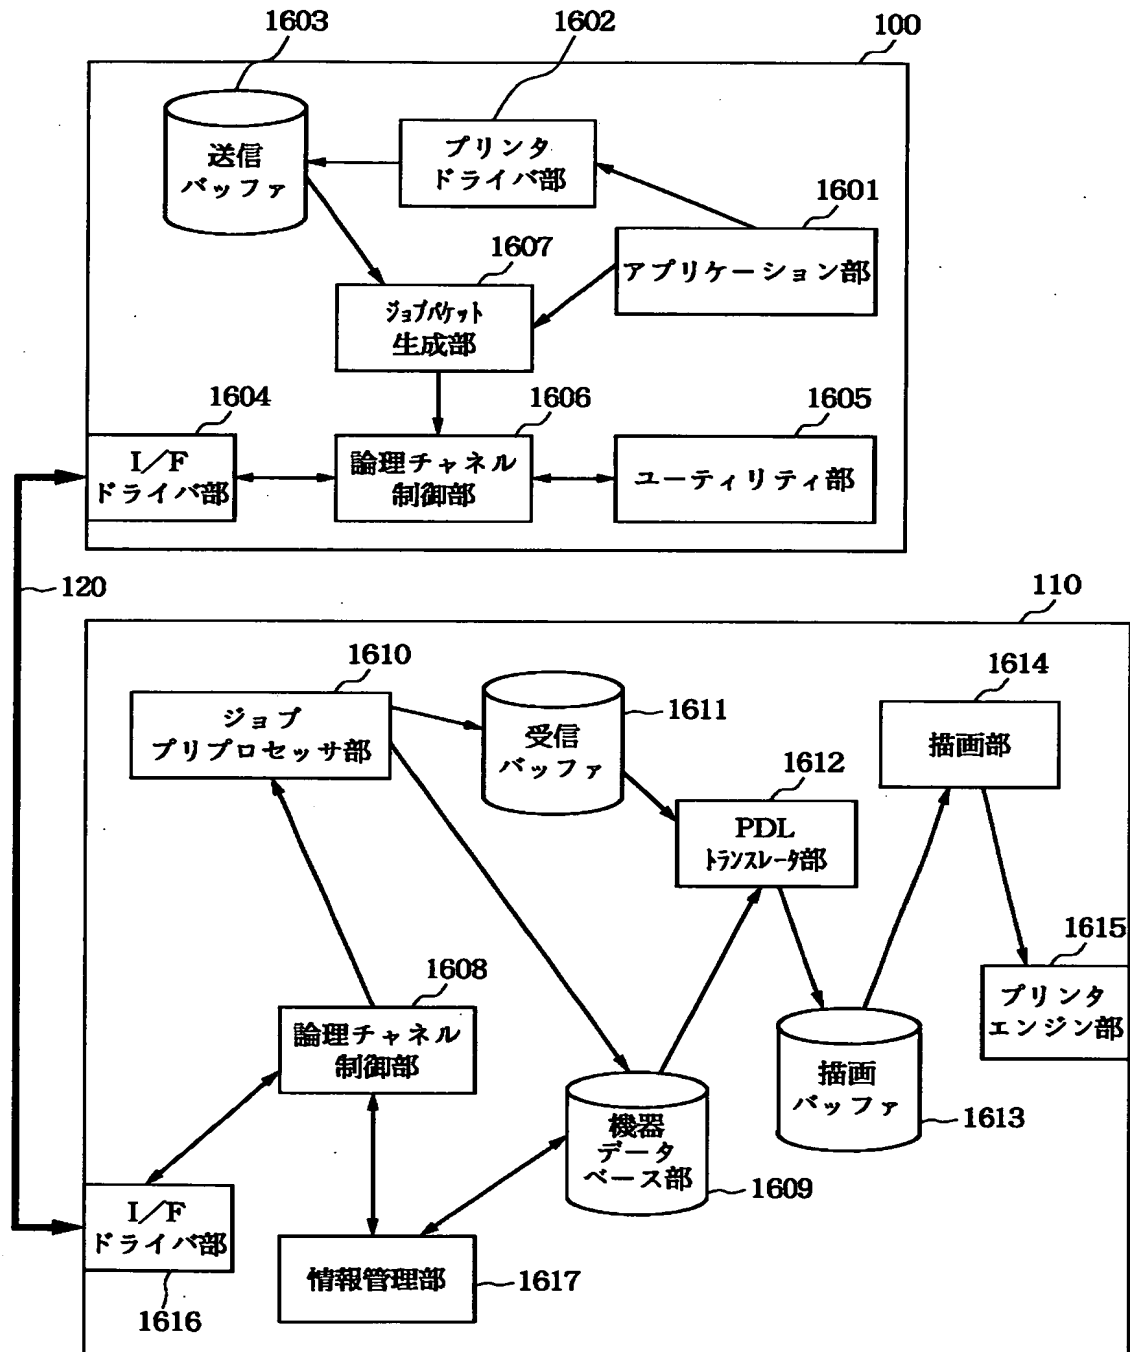 1603
1602
100
送信
バッファ
プリンタ
ドライバ部
1601
アプリケーション部
1607
ジョブパケット
生成部
1604
1606
1605
I/F
ドライバ部
論理チャネル
制御部
ユーティリティ部
120
110
1610
1614
ジョブ
プリプロセッサ部
受信
バッファ
1611
描画部
1612
PDL
トランスレータ部
1615
プリンタ
エンジン部
1608
論理チャネル
制御部
描画
バッファ
1613
機器
データ
ベース部
1609
I/F
ドライバ部
1616
情報管理部
1617